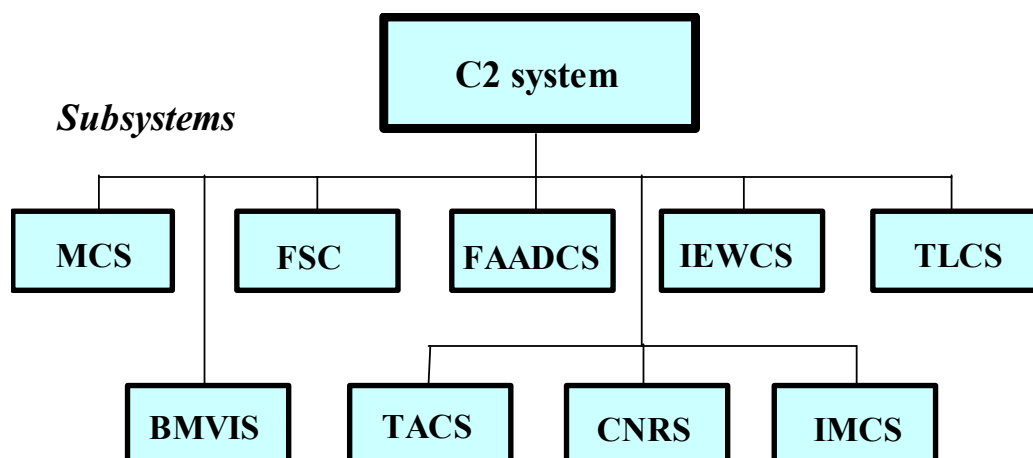 C2 system
Subsystems
MCS
FSC
FAADCS
IEWCS
TLCS
BMVIS
TACS
CNRS
IMCS